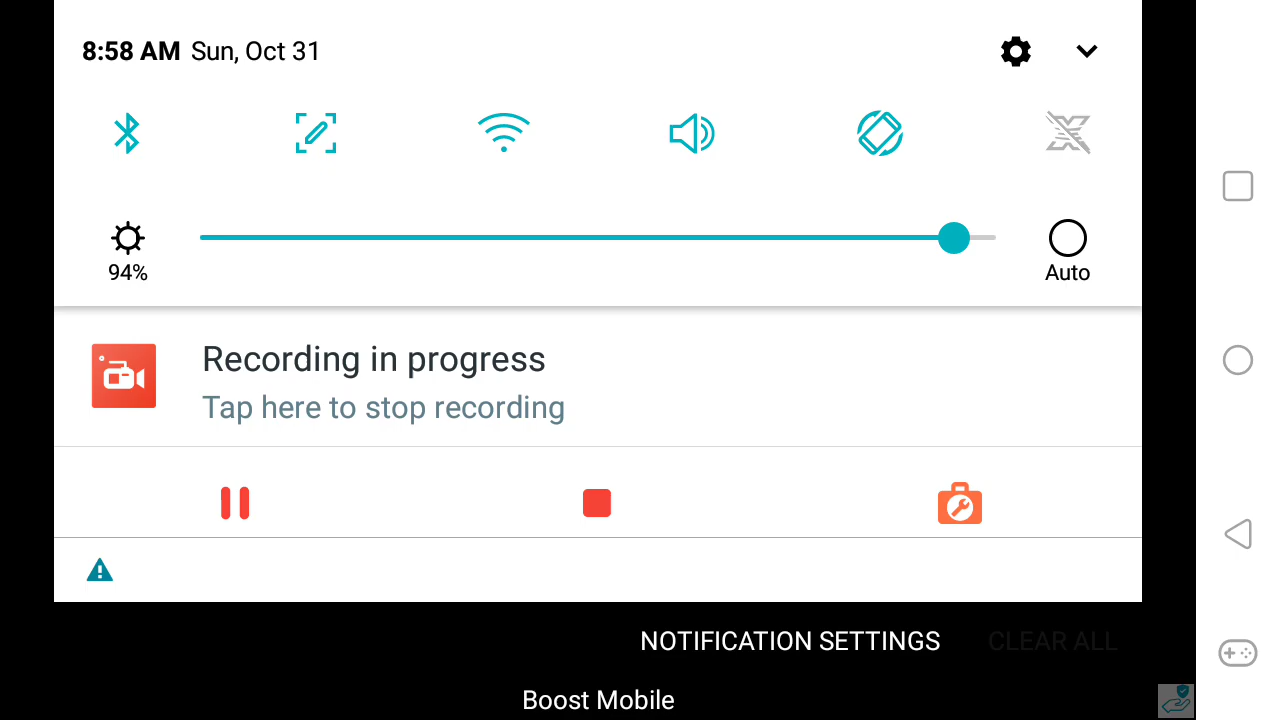 8:58 AM Sun, Oct 31
94%
Auto
Recording in progress
Tap here to stop recording
NOTIFICATION SETTINGS
CLEAR ALL
Boost Mobile